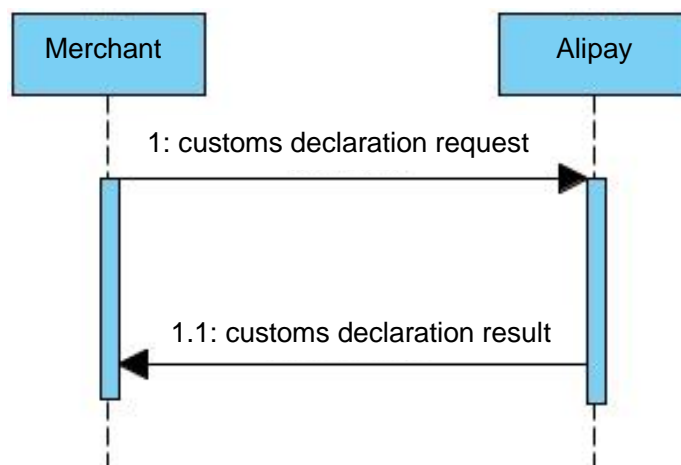 Merchant
Alipay
1: customs declaration request
1.1: customs declaration result